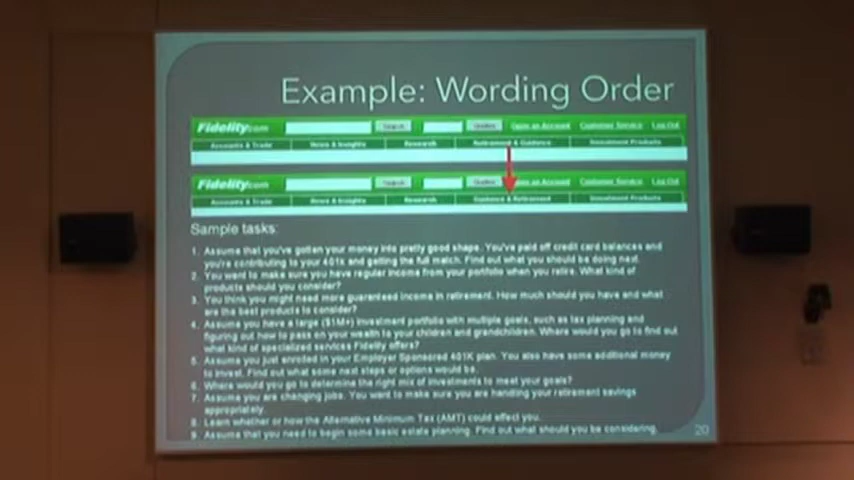 Example: Wording Order
Fidelity.com Search Quotes Open an Account Customer Service Log Out
Accounts & Trade News & Insights Research Retirement & Guidance Investment Products
Fidelity.com Search Quotes Open an Account Customer Service Log Out
Accounts & Trade News & Insights Research Guidance & Retirement Investment Products
Sample tasks:
1. Assume that you've gotten your money into pretty good shape. You've paid off credit card balances and
you're contributing to your 401k and getting the full match. Find out what you should be doing next.
2. You want to make sure you have regular income from your portfolio when you retire. What kind of
products should you consider?
3. You think you might need more guaranteed income in retirement. How much should you have and what
are the best products to consider?
4. Assume you have a large ($1M+) investment portfolio with multiple goals, such as tax planning and
figuring out how to pass on your wealth to your children and grandchildren. Where would you go to find out
what kind of specialized services Fidelity offers?
5. Assume you just enrolled in your Employer Sponsored 401K plan. You also have some additional money
to invest. Find out what some next steps or options would be.
6. Where would you go to determine the right mix of investments to meet your goals?
7. Assume you are changing jobs. You want to make sure you are handling your retirement savings
appropriately.
8. Learn whether or how the Alternative Minimum Tax (AMT) could effect you.
9. Assume that you need to begin some basic estate planning. Find out what should you be considering.
20